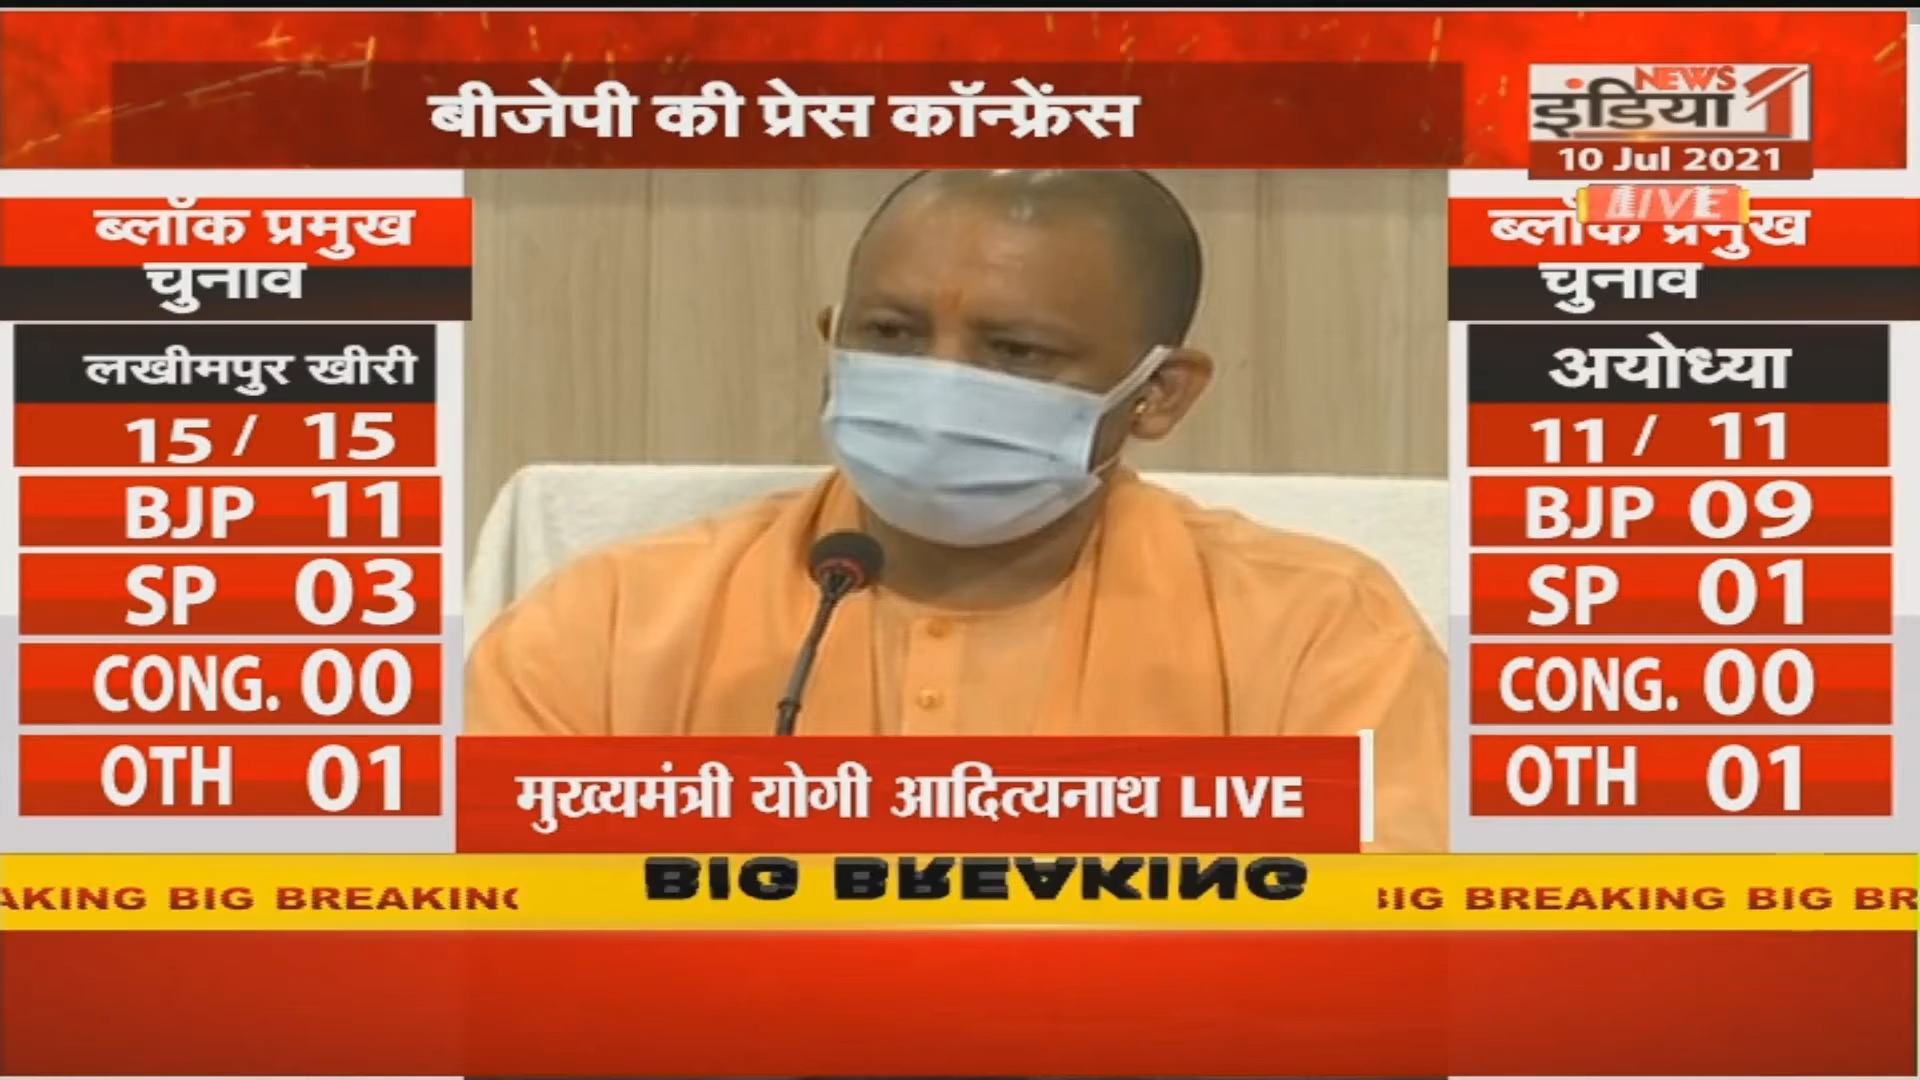 बीजेपी की प्रेस कॉन्फ्रेंस
NEWS
इंडिया 1
10 Jul 2021
LIVE
ब्लॉक प्रमुख
चुनाव
लखीमपुर खीरी
15 / 15
BJP 11
SP 03
CONG. 00
OTH 01
ब्लॉक प्रमुख
चुनाव
अयोध्या
11 / 11
BJP 09
SP 01
CONG. 00
OTH 01
मुख्यमंत्री योगी आदित्यनाथ LIVE
AKING BIG BREAKING
BIG BREAKING
BIG BREAKING BIG BR